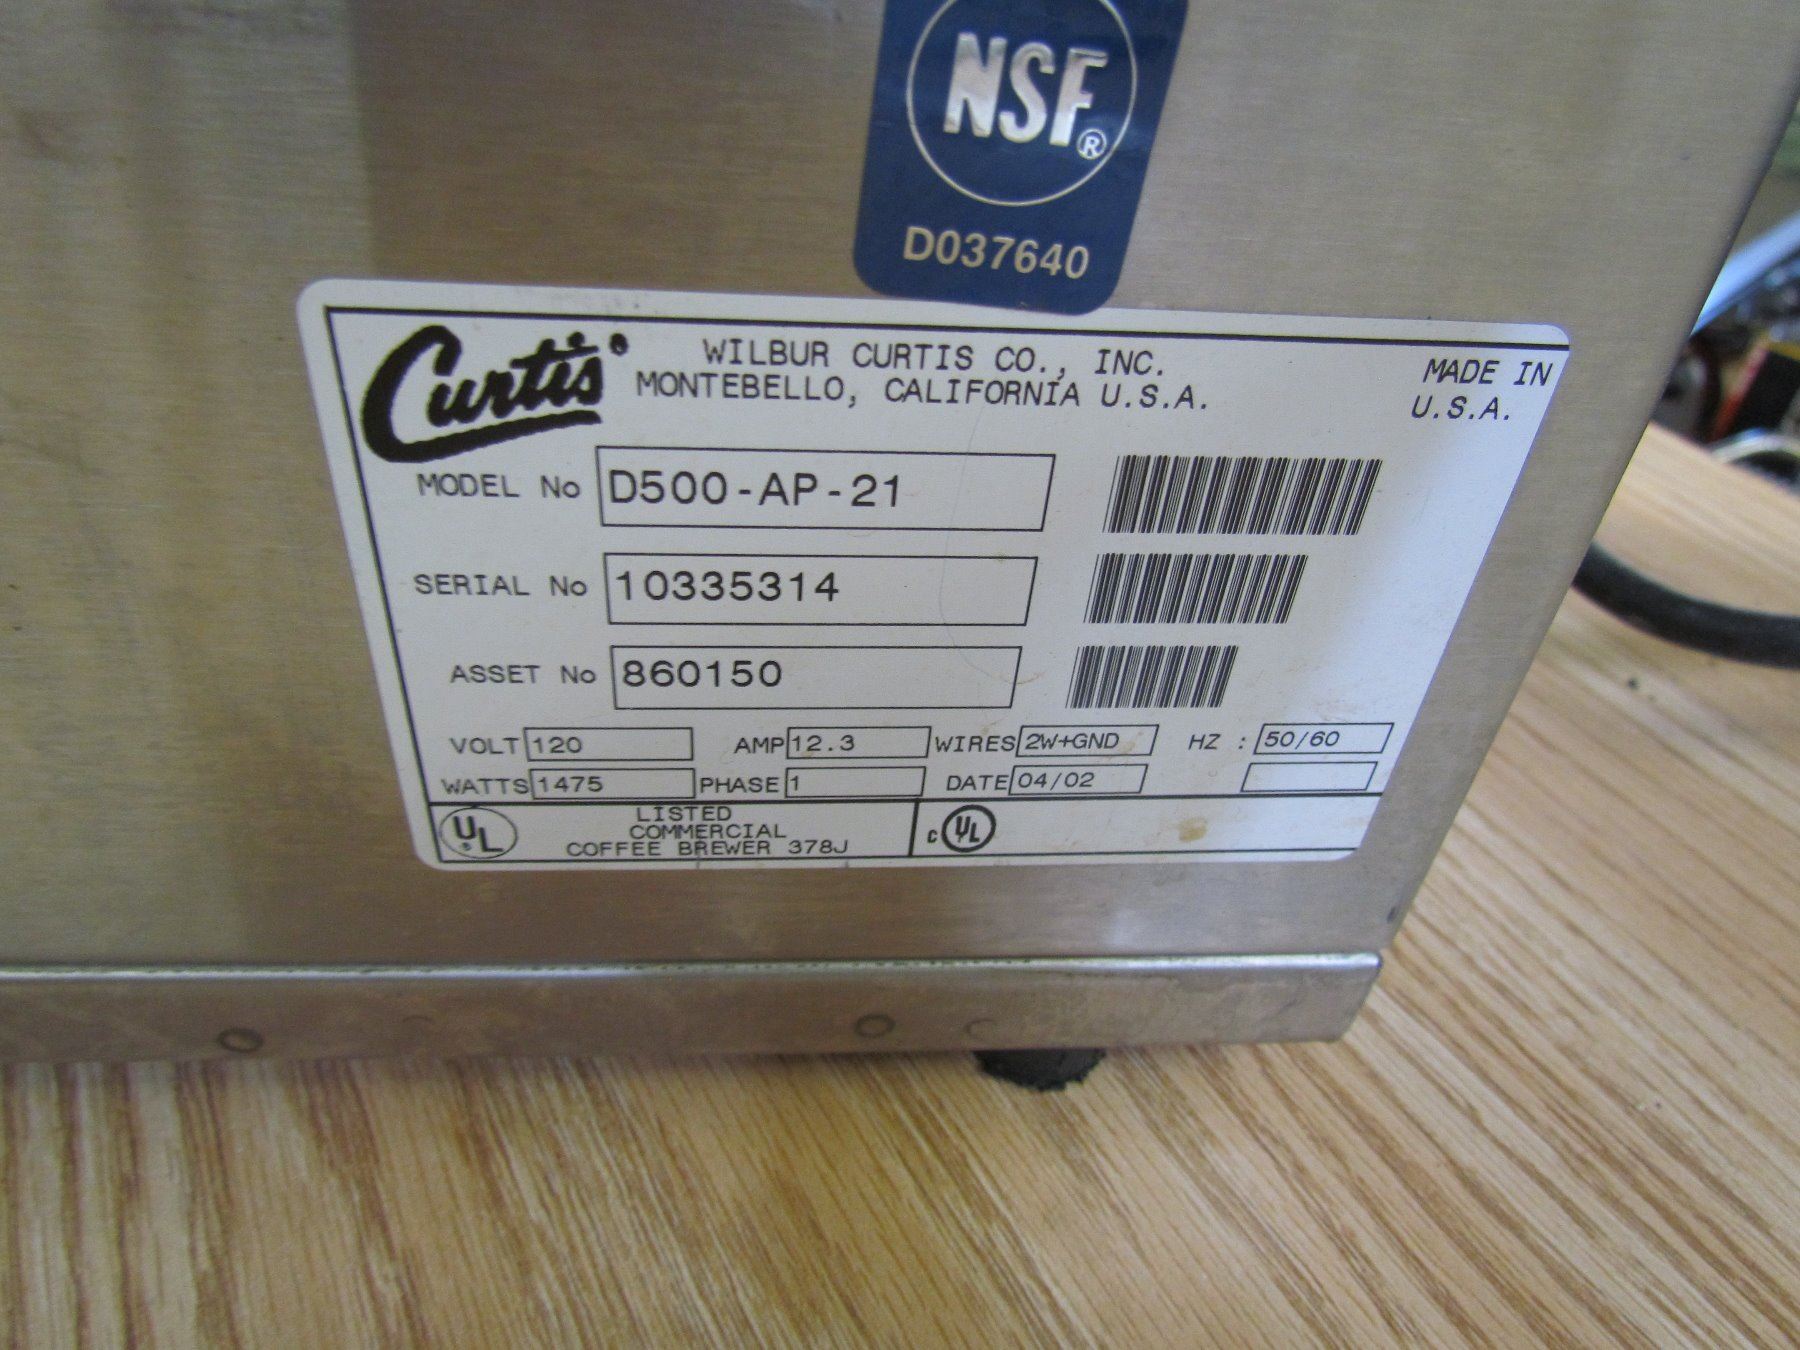 NSF®
D037640
Curtis®
WILBUR CURTIS CO., INC.
MONTEBELLO, CALIFORNIA U.S.A.
MADE IN
U.S.A.
MODEL No D500-AP-21
SERIAL No 10335314
ASSET No 860150
VOLT 120 AMP 12.3 WIRES 2W+GND HZ : 50/60
WATTS 1475 PHASE 1 DATE 04/02
UL®
LISTED
COMMERCIAL
COFFEE BREWER 378J
c UL